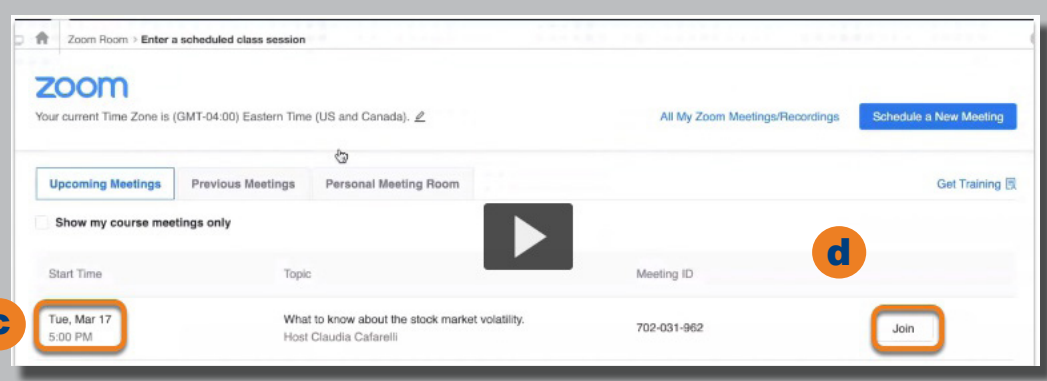 Zoom Room > Enter a scheduled class session
zoom
Your current Time Zone is (GMT-04:00) Eastern Time (US and Canada).
All My Zoom Meetings/Recordings
Schedule a New Meeting
Upcoming Meetings
Previous Meetings
Personal Meeting Room
Get Training
Show my course meetings only
d
Start Time
Topic
Meeting ID
c
Tue, Mar 17
5:00 PM
What to know about the stock market volatility.
Host Claudia Cafarelli
702-031-962
Join